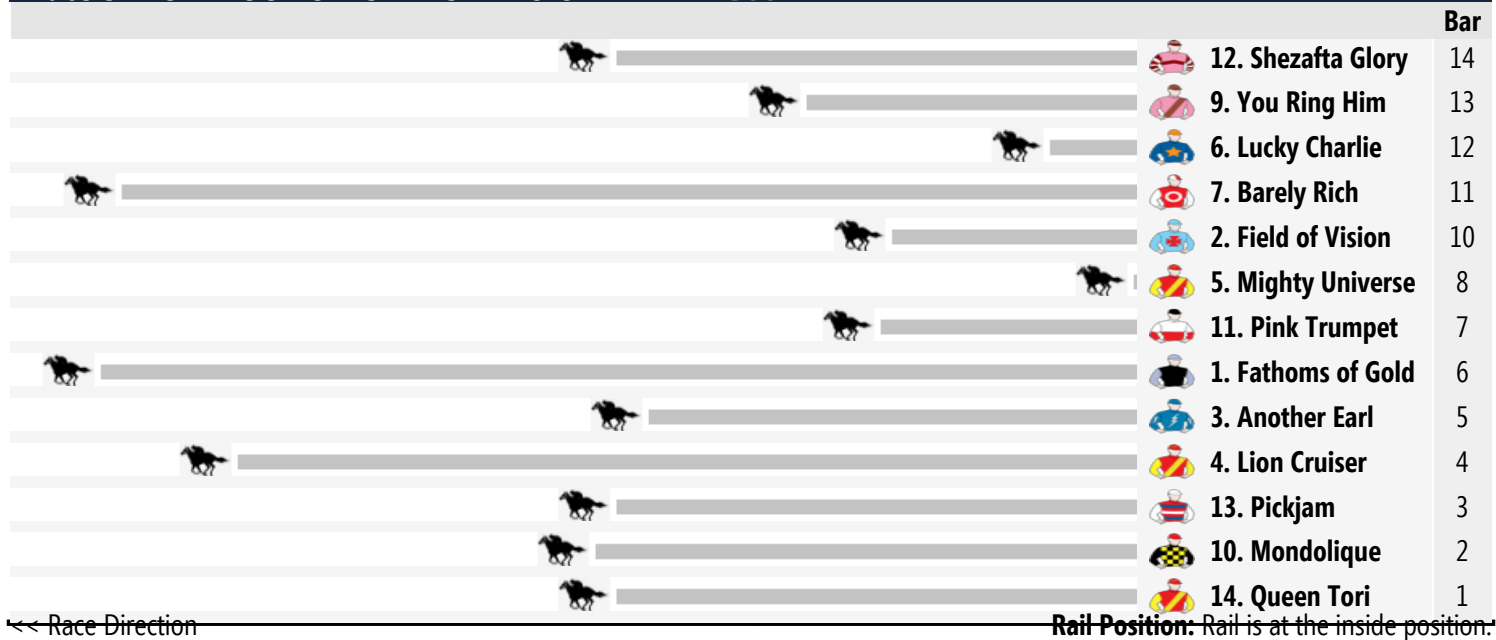 Bar
12. Shezafta Glory 14
9. You Ring Him 13
6. Lucky Charlie 12
7. Barely Rich 11
2. Field of Vision 10
5. Mighty Universe 8
11. Pink Trumpet 7
1. Fathoms of Gold 6
3. Another Earl 5
4. Lion Cruiser 4
13. Pickjam 3
10. Mondolique 2
14. Queen Tori 1
<< Race Direction Rail Position: Rail is at the inside position.